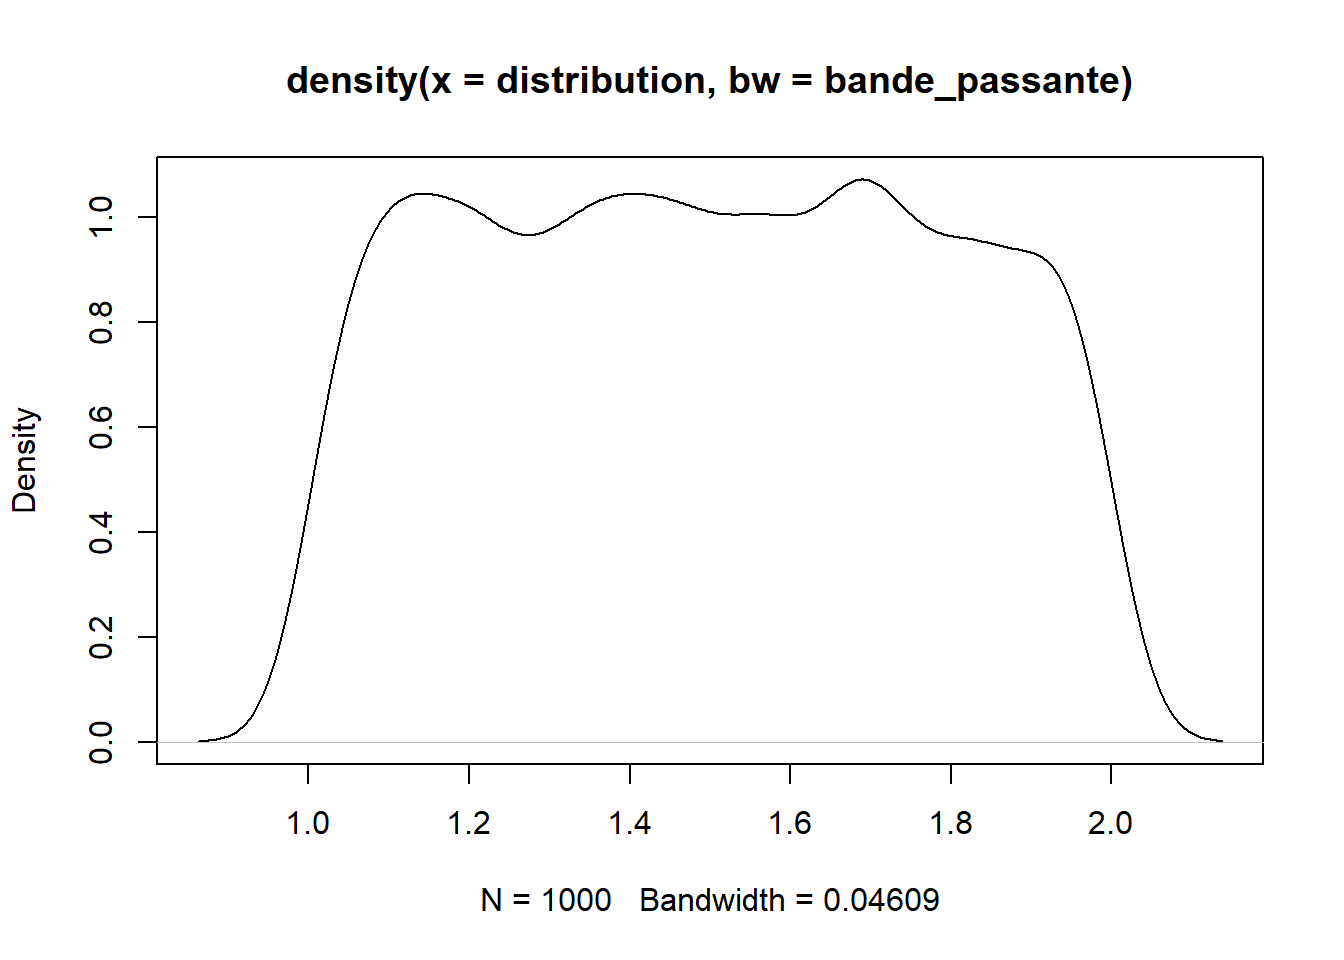 density(x = distribution, bw = bande_passante)
Density
0.0 0.2 0.4 0.6 0.8 1.0
1.0 1.2 1.4 1.6 1.8 2.0
N = 1000 Bandwidth = 0.04609